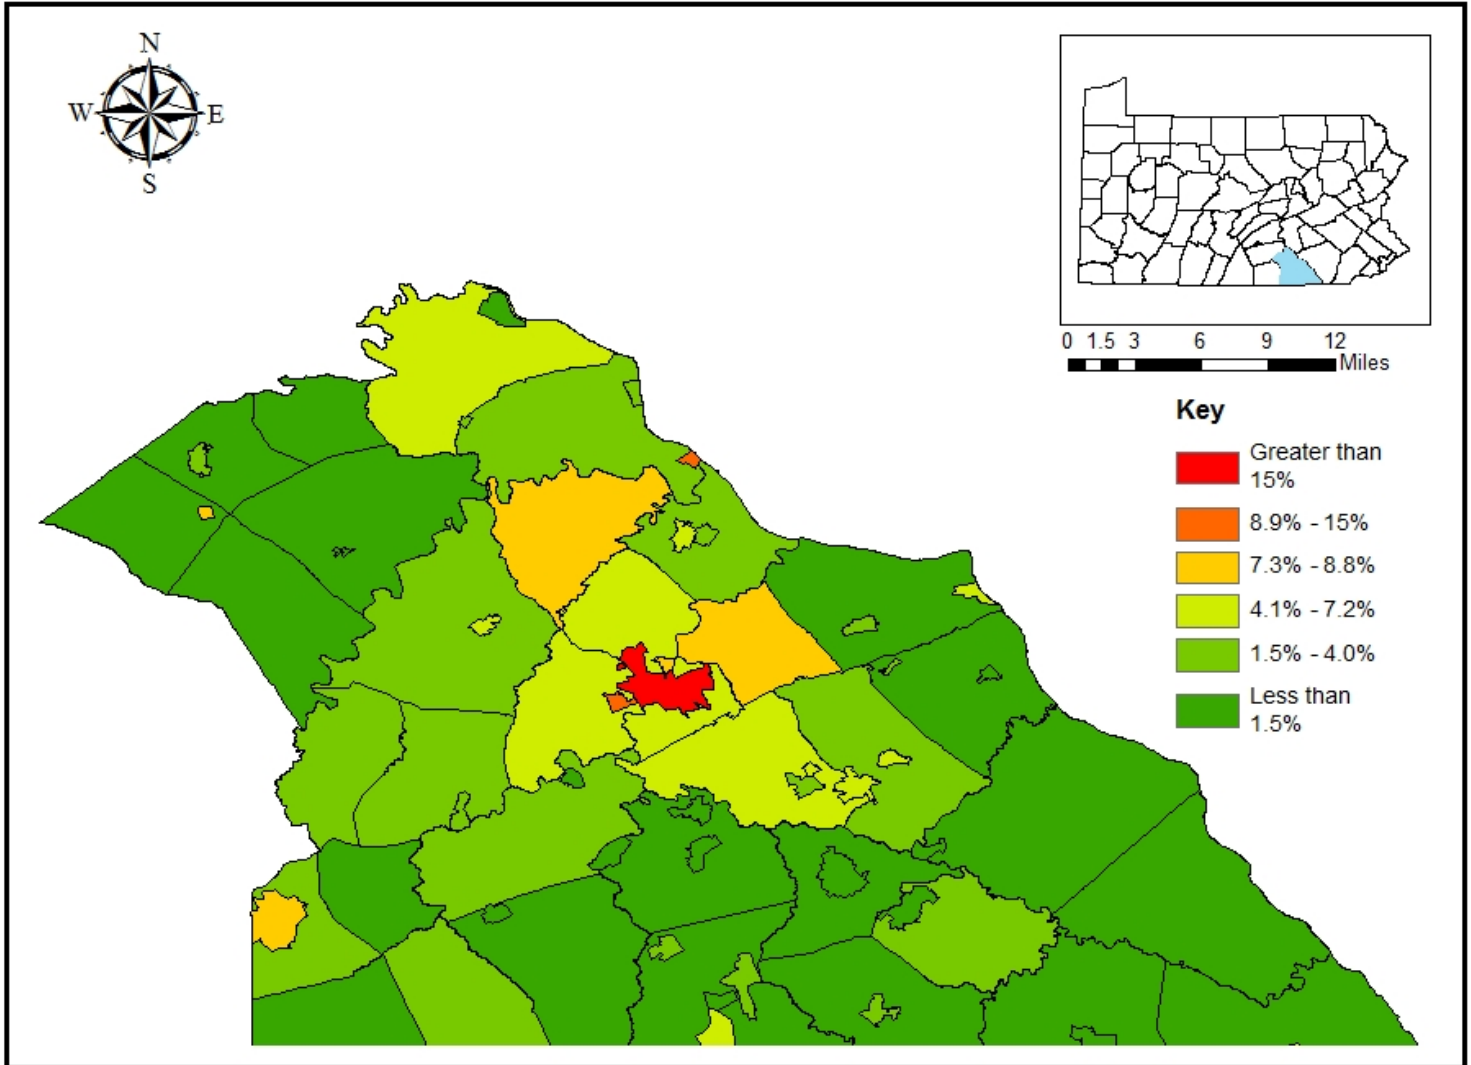 N
W E
S
0 1.5 3 6 9 12
Miles
Key
Greater than
15%
8.9% - 15%
7.3% - 8.8%
4.1% - 7.2%
1.5% - 4.0%
Less than
1.5%